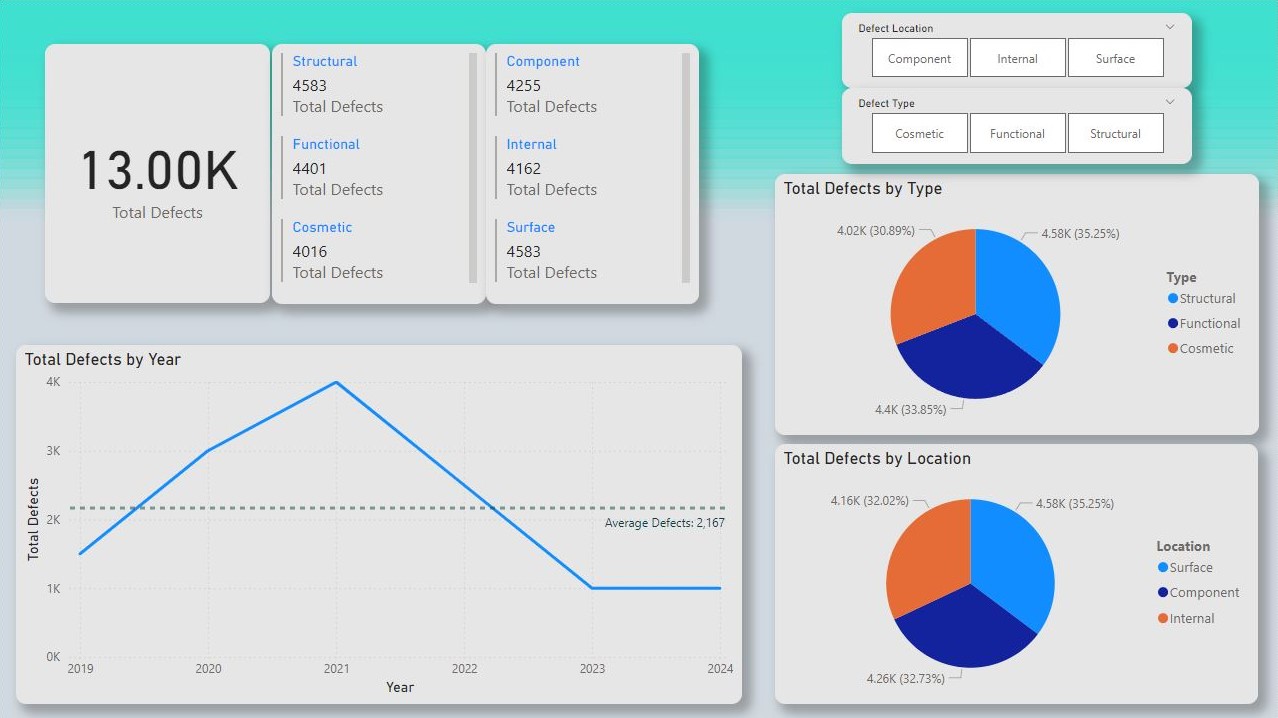 13.00K
Total Defects
Structural
4583
Total Defects
Functional
4401
Total Defects
Cosmetic
4016
Total Defects
Component
4255
Total Defects
Internal
4162
Total Defects
Surface
4583
Total Defects
Defect Location
Component Internal Surface
Defect Type
Cosmetic Functional Structural
Total Defects by Type
4.02K (30.89%)
4.58K (35.25%)
4.4K (33.85%)
Type
Structural
Functional
Cosmetic
Total Defects by Year
Total Defects
4K
3K
2K
1K
0K
Average Defects: 2,167
2019 2020 2021 2022 2023 2024
Year
Total Defects by Location
4.16K (32.02%)
4.58K (35.25%)
4.26K (32.73%)
Location
Surface
Component
Internal